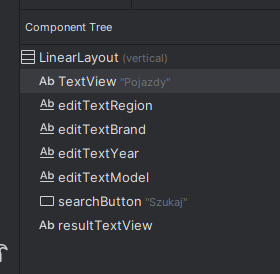 Component Tree
LinearLayout (vertical)
Ab TextView "Pojazdy"
Ab editTextRegion
Ab editTextBrand
Ab editTextYear
Ab editTextModel
searchButton "Szukaj"
Ab resultTextView